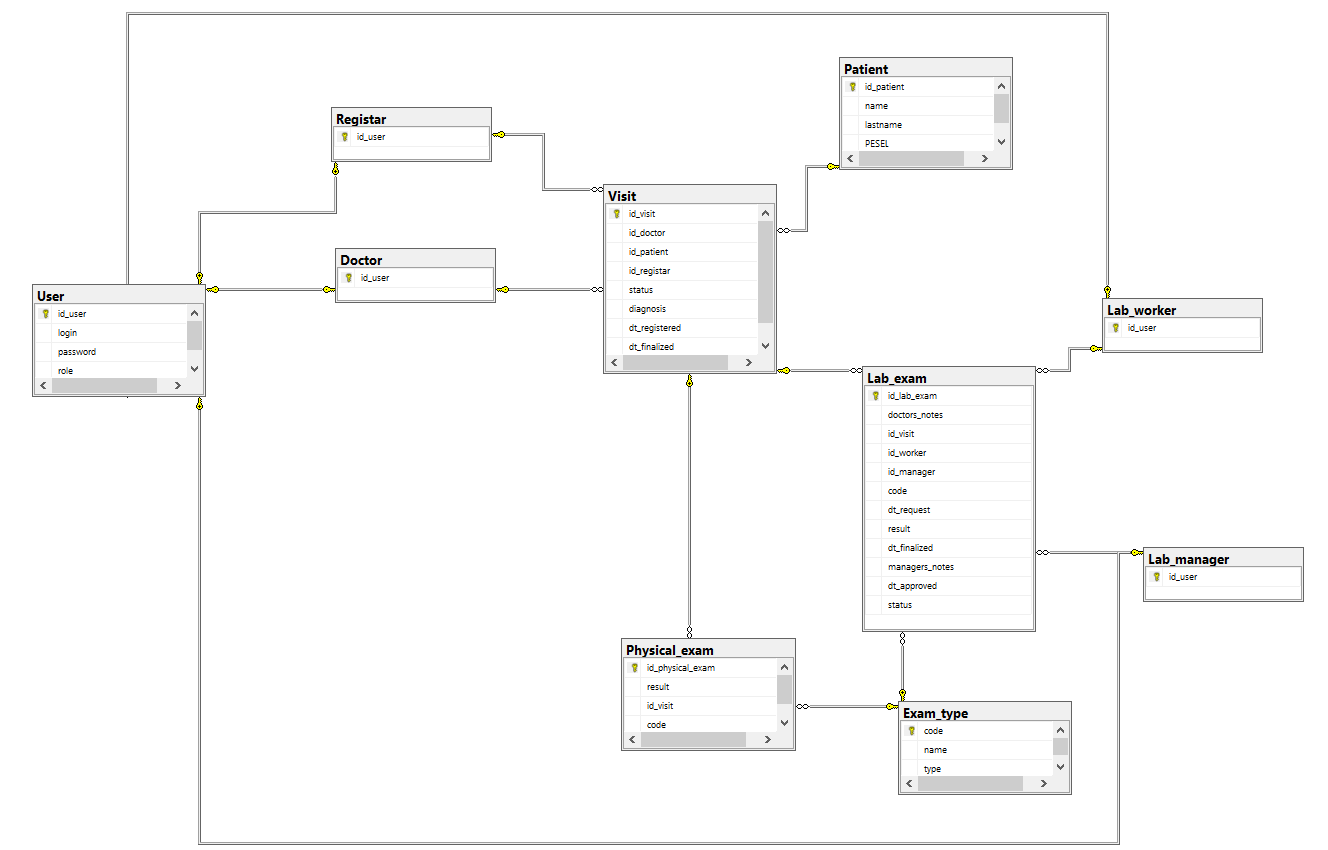 Patient
id_patient
name
lastname
PESEL
Registar
id_user
Visit
id_visit
id_doctor
id_patient
id_registar
status
diagnosis
dt_registered
dt_finalized
Doctor
id_user
User
id_user
login
password
role
Lab_worker
id_user
Lab_exam
id_lab_exam
doctors_notes
id_visit
id_worker
id_manager
code
dt_request
result
dt_finalized
managers_notes
dt_approved
status
Lab_manager
id_user
Physical_exam
id_physical_exam
result
id_visit
code
Exam_type
code
name
type